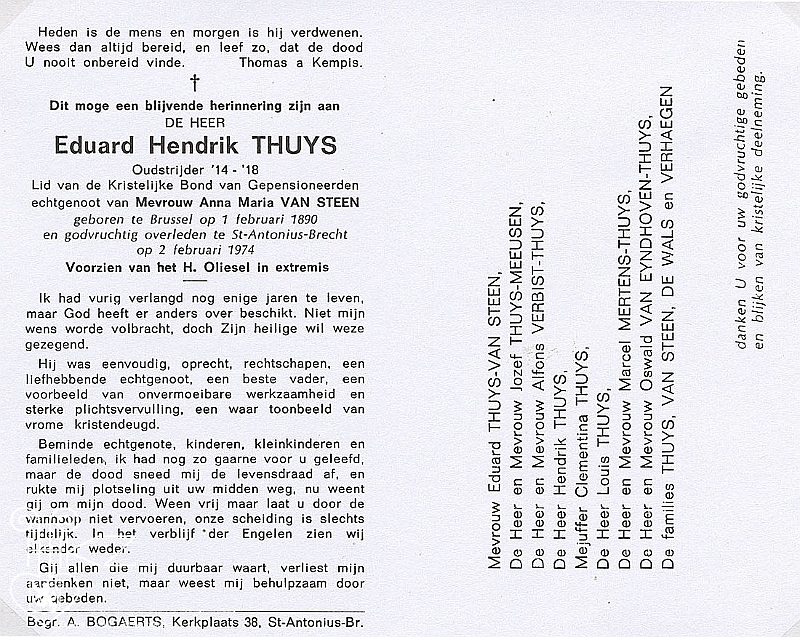 Heden is de mens en morgen is hij verdwenen.
Wees dan altijd bereid, en leef zo, dat de dood
U nooit onbereid vinde. Thomas a Kempis.
†
Dit moge een blijvende herinnering zijn aan
DE HEER
Eduard Hendrik THUYS
Oudstrijder '14 - '18
Lid van de Kristelijke Bond van Gepensioneerden
echtgenoot van Mevrouw Anna Maria VAN STEEN
geboren te Brussel op 1 februari 1890
en godvruchtig overleden te St-Antonius-Brecht
op 2 februari 1974
Voorzien van het H. Oliesel in extremis
Ik had vurig verlangd nog enige jaren te leven,
maar God heeft er anders over beschikt. Niet mijn
wens worde volbracht, doch Zijn heilige wil weze
gezegend.
Hij was eenvoudig, oprecht, rechtschapen, een
liefhebbende echtgenoot, een beste vader, een
voorbeeld van onvermoeibare werkzaamheid en
sterke plichtsvervulling, een waar toonbeeld van
vrome kristendeugd.
Beminde echtgenote, kinderen, kleinkinderen en
familieleden, ik had nog zo gaarne voor u geleefd,
maar de dood sneed mij de levensdraad af, en
rukte mij plotseling uit uw midden weg, nu weent
gij om mijn dood. Ween vrij maar laat u door de
wanhoop niet vervoeren, onze scheiding is slechts
tijdelijk. In het verblijf der Engelen zien wij
elkander weder.
Gij allen die mij duurbaar waart, verliest mijn
aandenken niet, maar weest mij behulpzaam door
uw gebeden.
Begr. A. BOGAERTS, Kerkplaats 38, St-Antonius-Br.
Mevrouw Eduard THUYS-VAN STEEN,
De Heer en Mevrouw Jozef THUYS-MEEUSEN,
De Heer en Mevrouw Alfons VERBIST-THUYS,
De Heer Hendrik THUYS,
Mejuffer Clementina THUYS,
De Heer Louis THUYS,
De Heer en Mevrouw Marcel MERTENS-THUYS,
De Heer en Mevrouw Oswald VAN EYNDHOVEN-THUYS,
De families THUYS, VAN STEEN, DE WALS en VERHAEGEN
danken U voor uw godvruchtige gebeden
en blijken van kristelijke deelneming.